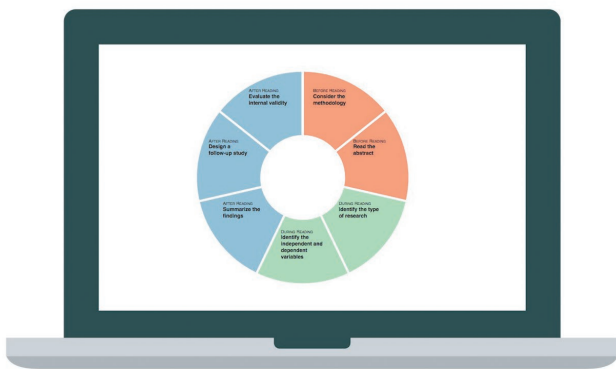 BEFORE READING
Consider the
methodology
BEFORE READING
Read the
abstract
DURING READING
Identify the type
of research
DURING READING
Identify the
independent and
dependent
variables
AFTER READING
Summarize the
findings
AFTER READING
Design a
follow-up study
AFTER READING
Evaluate the
internal validity